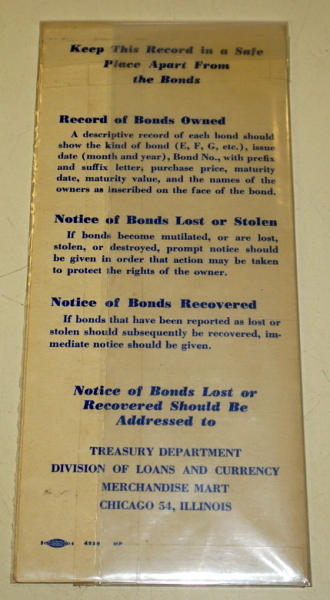 Keep This Record in a Safe
Place Apart From
the Bonds
Record of Bonds Owned
A descriptive record of each bond should
show the kind of bond (E, F, G, etc.), issue
date (month and year), Bond No., with prefix
and suffix letter, purchase price, maturity
date, maturity value, and the names of the
owners as inscribed on the face of the bond.
Notice of Bonds Lost or Stolen
If bonds become mutilated, or are lost,
stolen, or destroyed, prompt notice should
be given in order that action may be taken
to protect the rights of the owner.
Notice of Bonds Recovered
If bonds that have been reported as lost or
stolen should subsequently be recovered, im-
mediate notice should be given.
Notice of Bonds Lost or
Recovered Should Be
Addressed to
TREASURY DEPARTMENT
DIVISION OF LOANS AND CURRENCY
MERCHANDISE MART
CHICAGO 54, ILLINOIS